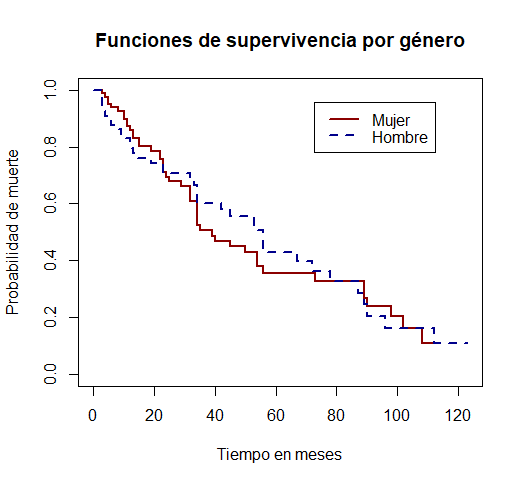 Funciones de supervivencia por género
Mujer
Hombre
Probabilidad de muerte
1.0
0.8
0.6
0.4
0.2
0.0
0 20 40 60 80 100 120
Tiempo en meses